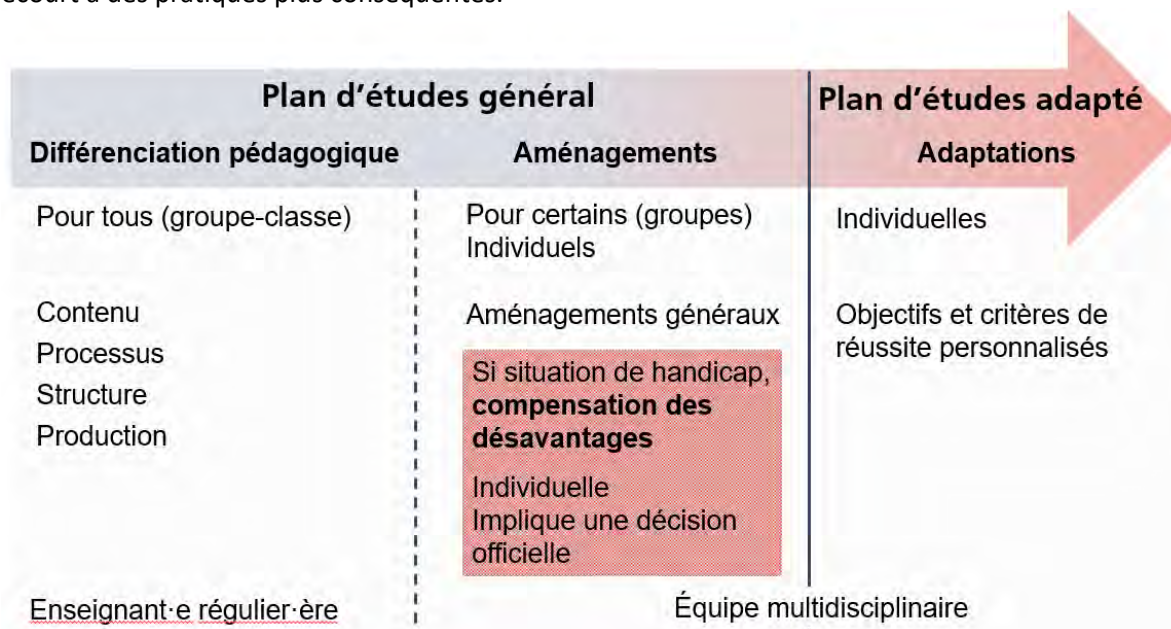 recourt à des pratiques plus conséquentes.
Plan d'études général
Plan d'études adapté
Différenciation pédagogique
Aménagements
Adaptations
Pour tous (groupe-classe)
Pour certains (groupes)
Individuels
Individuelles
Contenu
Processus
Structure
Production
Aménagements généraux
Si situation de handicap,
compensation des
désavantages
Individuelle
Implique une décision
officielle
Objectifs et critères de
réussite personnalisés
Enseignant·e régulier·ère
Équipe multidisciplinaire